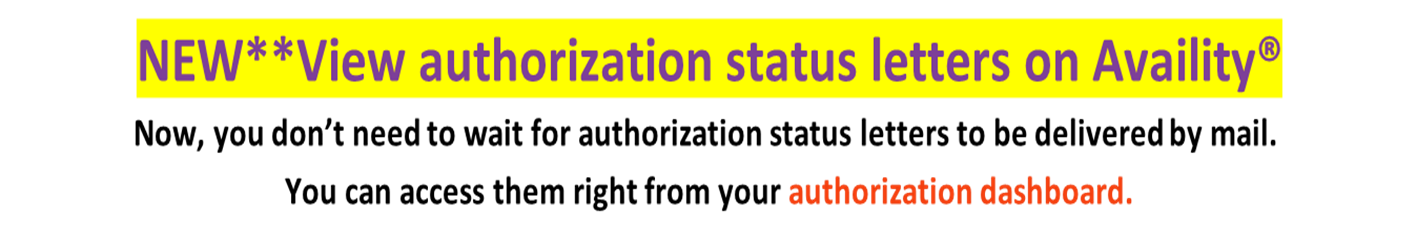 NEW**View authorization status letters on Availity®
Now, you don’t need to wait for authorization status letters to be delivered by mail.
You can access them right from your authorization dashboard.